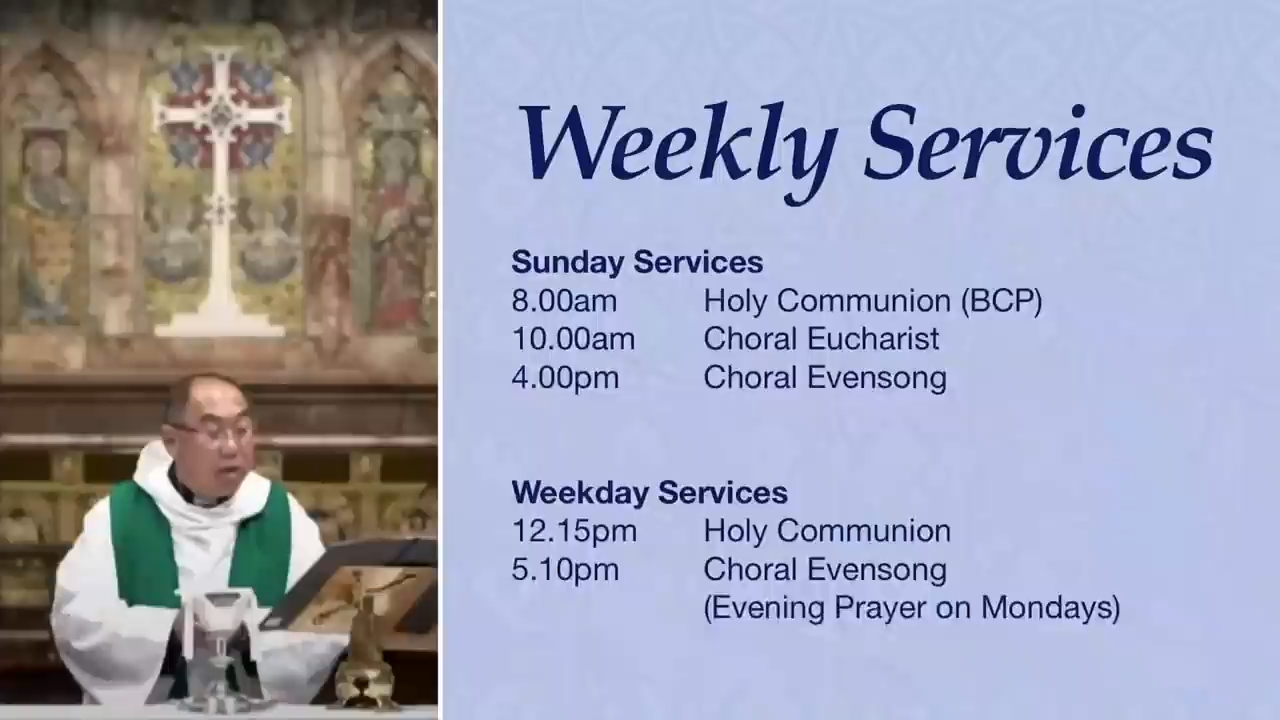 Weekly Services
Sunday Services
8.00am Holy Communion (BCP)
10.00am Choral Eucharist
4.00pm Choral Evensong
Weekday Services
12.15pm Holy Communion
5.10pm Choral Evensong
(Evening Prayer on Mondays)